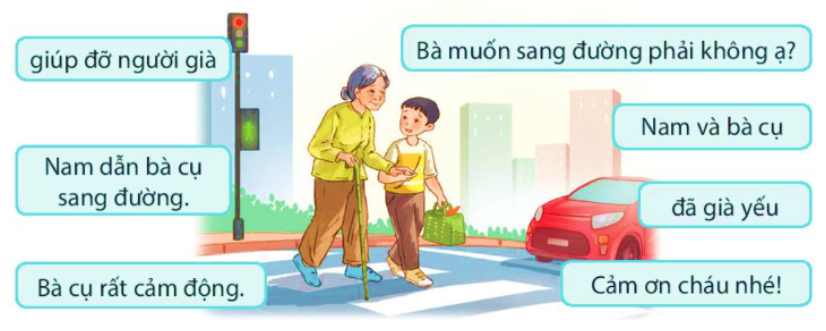 giúp đỡ người già
Bà muốn sang đường phải không ạ?
Nam và bà cụ
Nam dẫn bà cụ
sang đường.
đã già yếu
Bà cụ rất cảm động.
Cảm ơn cháu nhé!